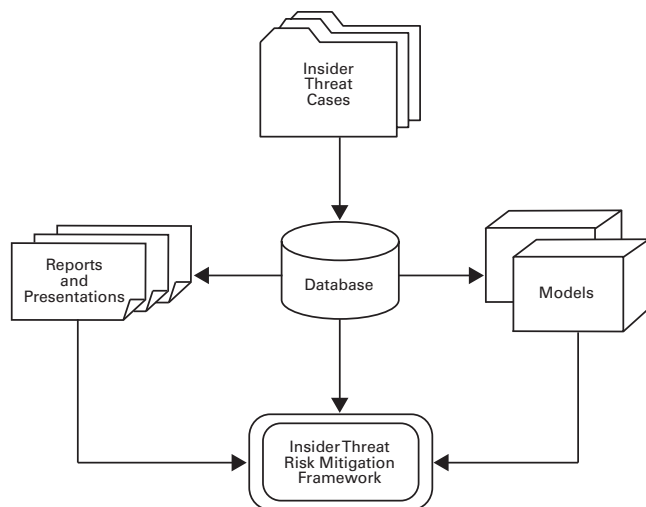 Insider
Threat
Cases
Reports
and
Presentations
Database
Models
Insider Threat
Risk Mitigation
Framework